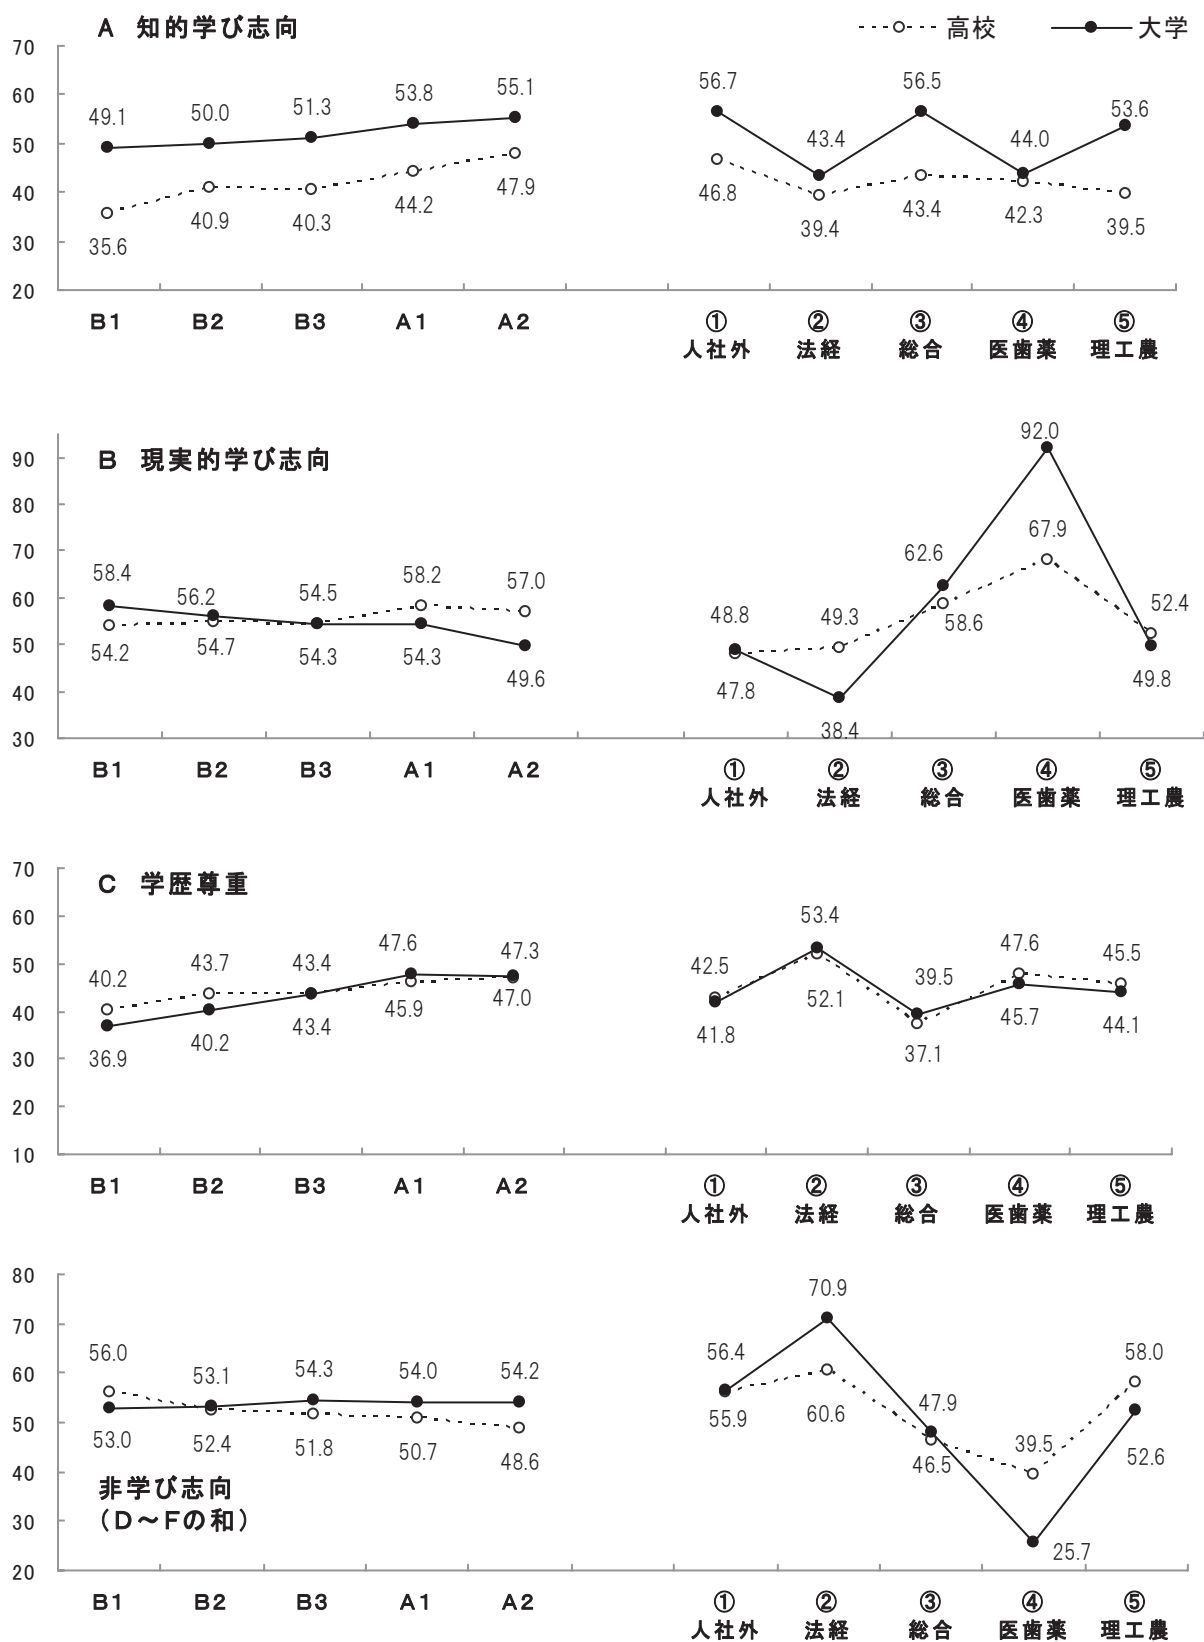 A 知的学び志向
高校 大学
70
60
50
40
30
20
49.1 50.0 51.3 53.8 55.1 56.7 43.4 56.5 44.0 53.6
35.6 40.9 40.3 44.2 47.9 46.8 39.4 43.4 42.3 39.5
B1 B2 B3 A1 A2 ① ② ③ ④ ⑤
人社外 法経 総合 医歯薬 理工農
B 現実的学び志向
90
80
70
60
50
40
30
58.4 56.2 54.5 58.2 57.0 48.8 49.3 62.6 92.0 67.9 52.4
54.2 54.7 54.3 54.3 49.6 47.8 38.4 58.6 49.8
B1 B2 B3 A1 A2 ① ② ③ ④ ⑤
人社外 法経 総合 医歯薬 理工農
C 学歴尊重
70
60
50
40
30
20
10
40.2 43.7 43.4 47.6 47.3 42.5 53.4 39.5 47.6 45.5
36.9 40.2 43.4 45.9 47.0 41.8 52.1 37.1 45.7 44.1
B1 B2 B3 A1 A2 ① ② ③ ④ ⑤
人社外 法経 総合 医歯薬 理工農
80
70
60
50
40
30
20
56.0 53.1 54.3 54.0 54.2 56.4 70.9 47.9 39.5 58.0
53.0 52.4 51.8 50.7 48.6 55.9 60.6 46.5 25.7 52.6
非学び志向
（D～Fの和）
B1 B2 B3 A1 A2 ① ② ③ ④ ⑤
人社外 法経 総合 医歯薬 理工農